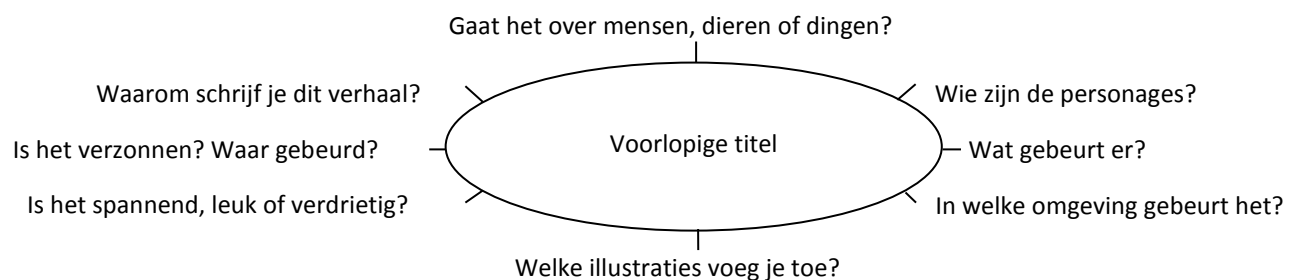 Gaat het over mensen, dieren of dingen?
Waarom schrijf je dit verhaal?
Wie zijn de personages?
Is het verzonnen? Waar gebeurd?
Voorlopige titel
Wat gebeurt er?
Is het spannend, leuk of verdrietig?
In welke omgeving gebeurt het?
Welke illustraties voeg je toe?